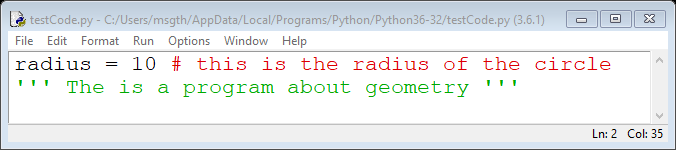 testCode.py - C:/Users/msgth/AppData/Local/Programs/Python/Python36-32/testCode.py (3.6.1)
File Edit Format Run Options Window Help
radius = 10 # this is the radius of the circle
''' The is a program about geometry '''
Ln: 2 Col: 35